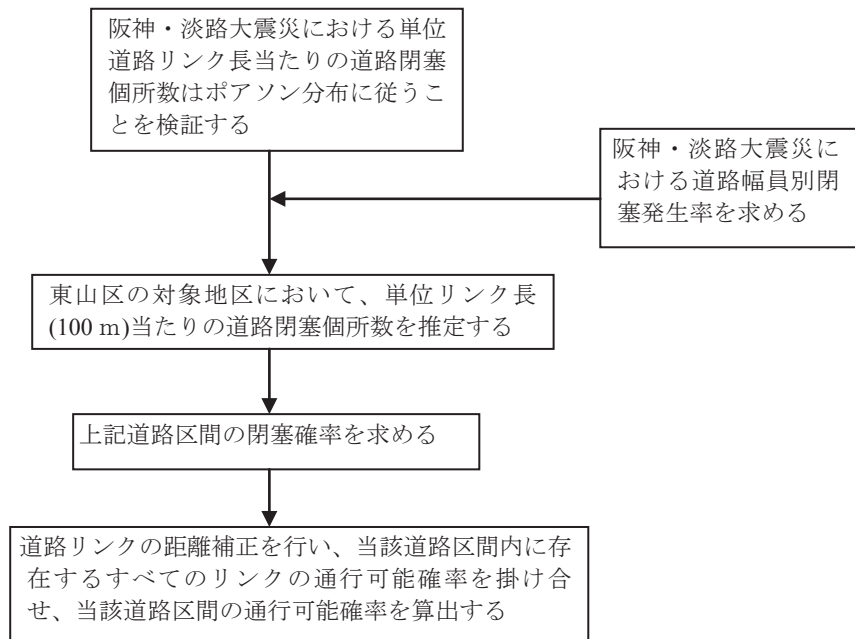 阪神・淡路大震災における単位
道路リンク長当たりの道路閉塞
個所数はポアソン分布に従うこ
とを検証する
阪神・淡路大震災に
おける道路幅員別閉
塞発生率を求める
東山区の対象地区において、単位リンク長
(100 m)当たりの道路閉塞個所数を推定する
上記道路区間の閉塞確率を求める
道路リンクの距離補正を行い、当該道路区間内に存
在するすべてのリンクの通行可能確率を掛け合
せ、当該道路区間の通行可能確率を算出する